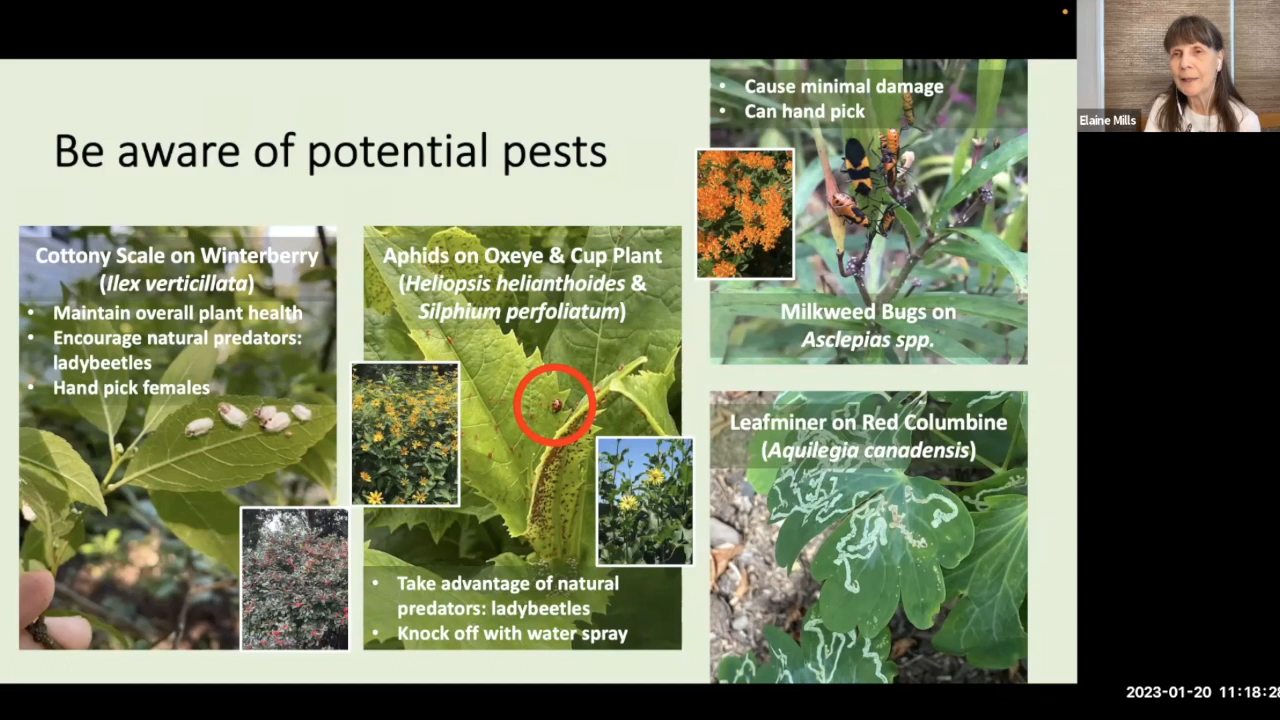 Be aware of potential pests
Cottony Scale on Winterberry
(Ilex verticillata)
• Maintain overall plant health
• Encourage natural predators:
ladybeetles
• Hand pick females
Aphids on Oxeye & Cup Plant
(Heliopsis helianthoides &
Silphium perfoliatum)
• Take advantage of natural
predators: ladybeetles
• Knock off with water spray
• Cause minimal damage
• Can hand pick
Milkweed Bugs on
Asclepias spp.
Leafminer on Red Columbine
(Aquilegia canadensis)
Elaine Mills
2023-01-20 11:18:28